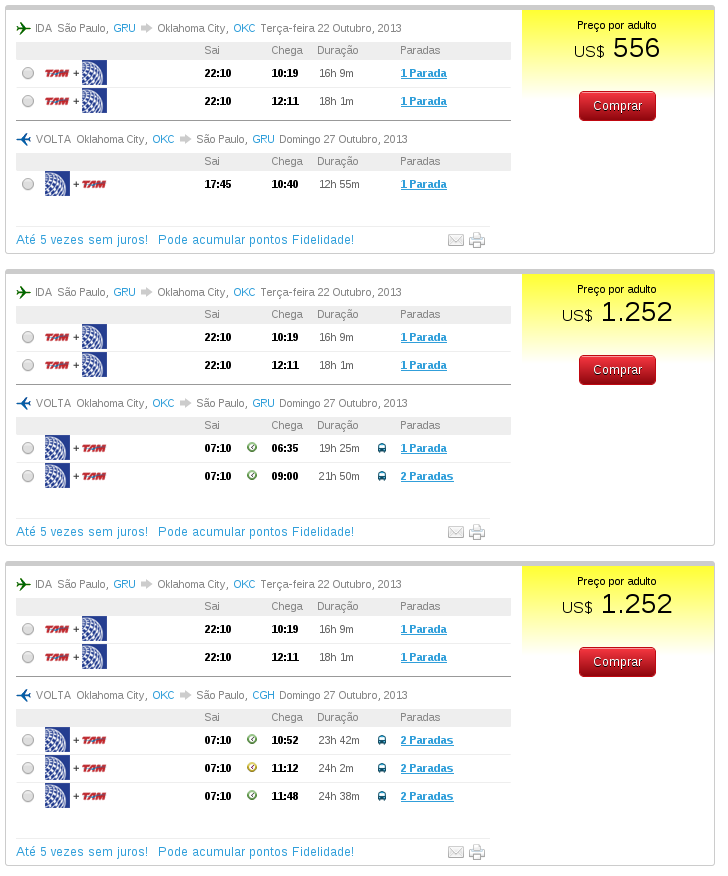 IDA São Paulo, GRU Oklahoma City, OKC Terça-feira 22 Outubro, 2013
Sai Chega Duração Paradas
TAM + 22:10 10:19 16h 9m 1 Parada
TAM + 22:10 12:11 18h 1m 1 Parada
VOLTA Oklahoma City, OKC São Paulo, GRU Domingo 27 Outubro, 2013
Sai Chega Duração Paradas
+ TAM 17:45 10:40 12h 55m 1 Parada
Até 5 vezes sem juros! Pode acumular pontos Fidelidade!
Preço por adulto
US$ 556
Comprar
IDA São Paulo, GRU Oklahoma City, OKC Terça-feira 22 Outubro, 2013
Sai Chega Duração Paradas
TAM + 22:10 10:19 16h 9m 1 Parada
TAM + 22:10 12:11 18h 1m 1 Parada
VOLTA Oklahoma City, OKC São Paulo, GRU Domingo 27 Outubro, 2013
Sai Chega Duração Paradas
+ TAM 07:10 06:35 19h 25m 1 Parada
+ TAM 07:10 09:00 21h 50m 2 Paradas
Até 5 vezes sem juros! Pode acumular pontos Fidelidade!
Preço por adulto
US$ 1.252
Comprar
IDA São Paulo, GRU Oklahoma City, OKC Terça-feira 22 Outubro, 2013
Sai Chega Duração Paradas
TAM + 22:10 10:19 16h 9m 1 Parada
TAM + 22:10 12:11 18h 1m 1 Parada
VOLTA Oklahoma City, OKC São Paulo, CGH Domingo 27 Outubro, 2013
Sai Chega Duração Paradas
+ TAM 07:10 10:52 23h 42m 2 Paradas
+ TAM 07:10 11:12 24h 2m 2 Paradas
+ TAM 07:10 11:48 24h 38m 2 Paradas
Até 5 vezes sem juros! Pode acumular pontos Fidelidade!
Preço por adulto
US$ 1.252
Comprar